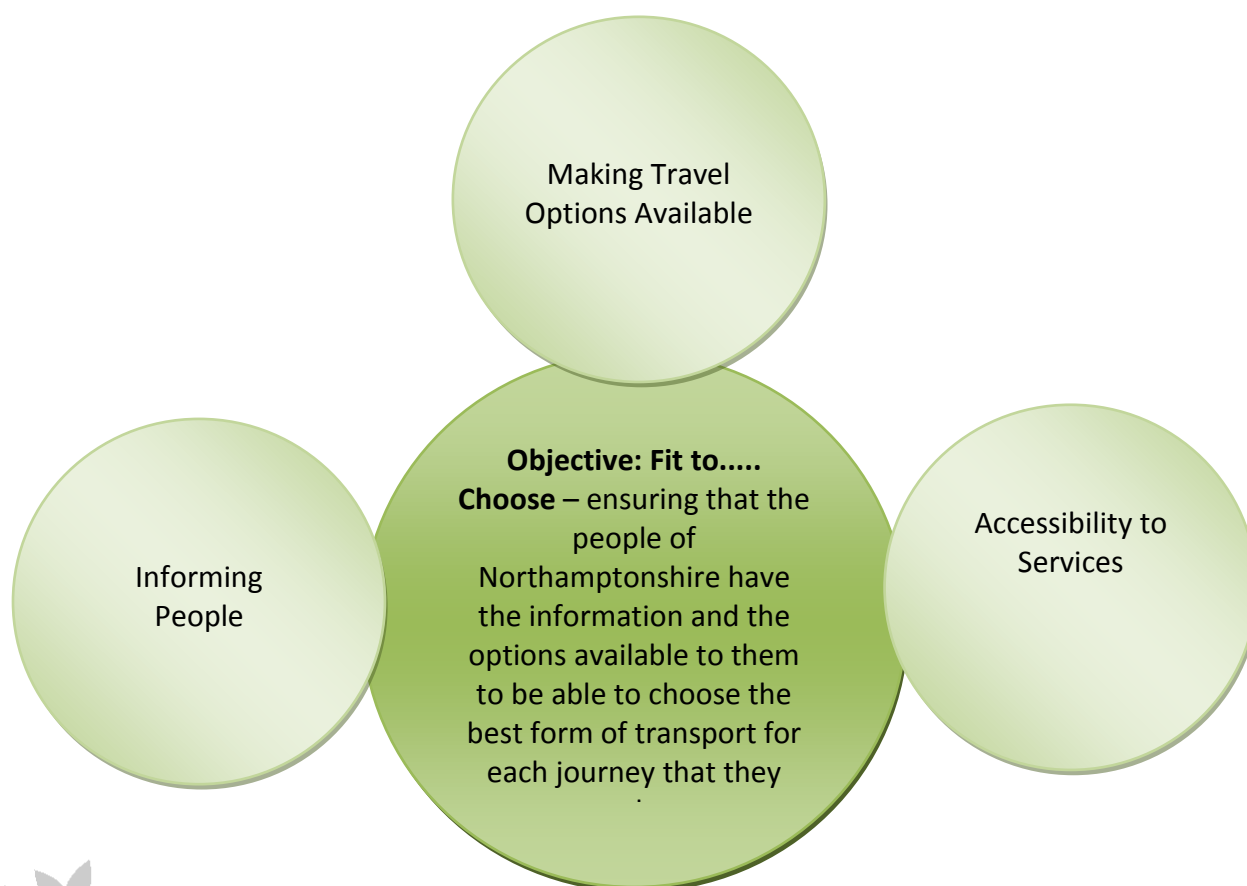 Making Travel
Options Available
Objective: Fit to.....
Choose – ensuring that the
people of
Northamptonshire have
the information and the
options available to them
to be able to choose the
best form of transport for
each journey that they
Informing
People
Accessibility to
Services